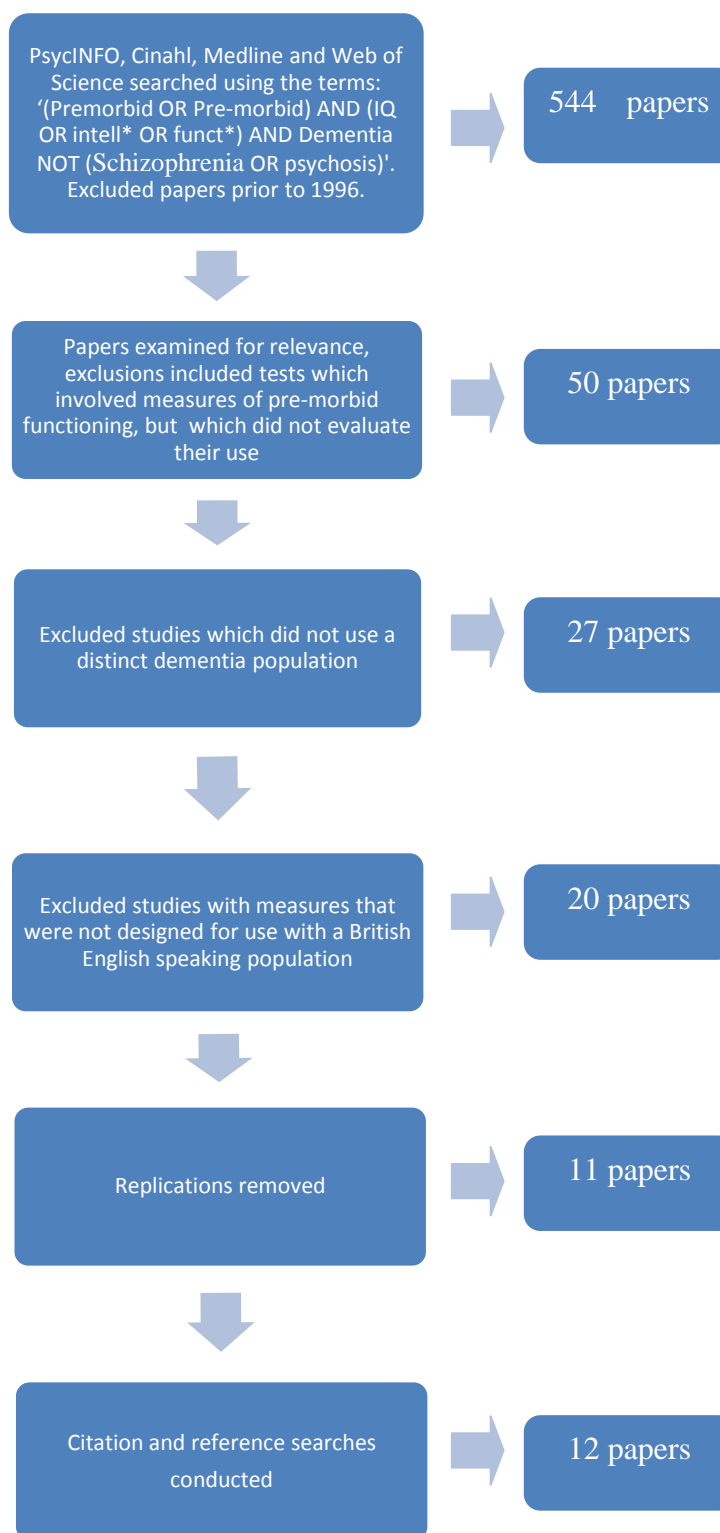 PsycINFO, Cinahl, Medline and Web of
Science searched using the terms:
‘(Premorbid OR Pre-morbid) AND (IQ
OR intell* OR funct*) AND Dementia
NOT (Schizophrenia OR psychosis)'.
Excluded papers prior to 1996.
544 papers
Papers examined for relevance,
exclusions included tests which
involved measures of pre-morbid
functioning, but which did not evaluate
their use
50 papers
Excluded studies which did not use a
distinct dementia population
27 papers
Excluded studies with measures that
were not designed for use with a British
English speaking population
20 papers
Replications removed
11 papers
Citation and reference searches
conducted
12 papers